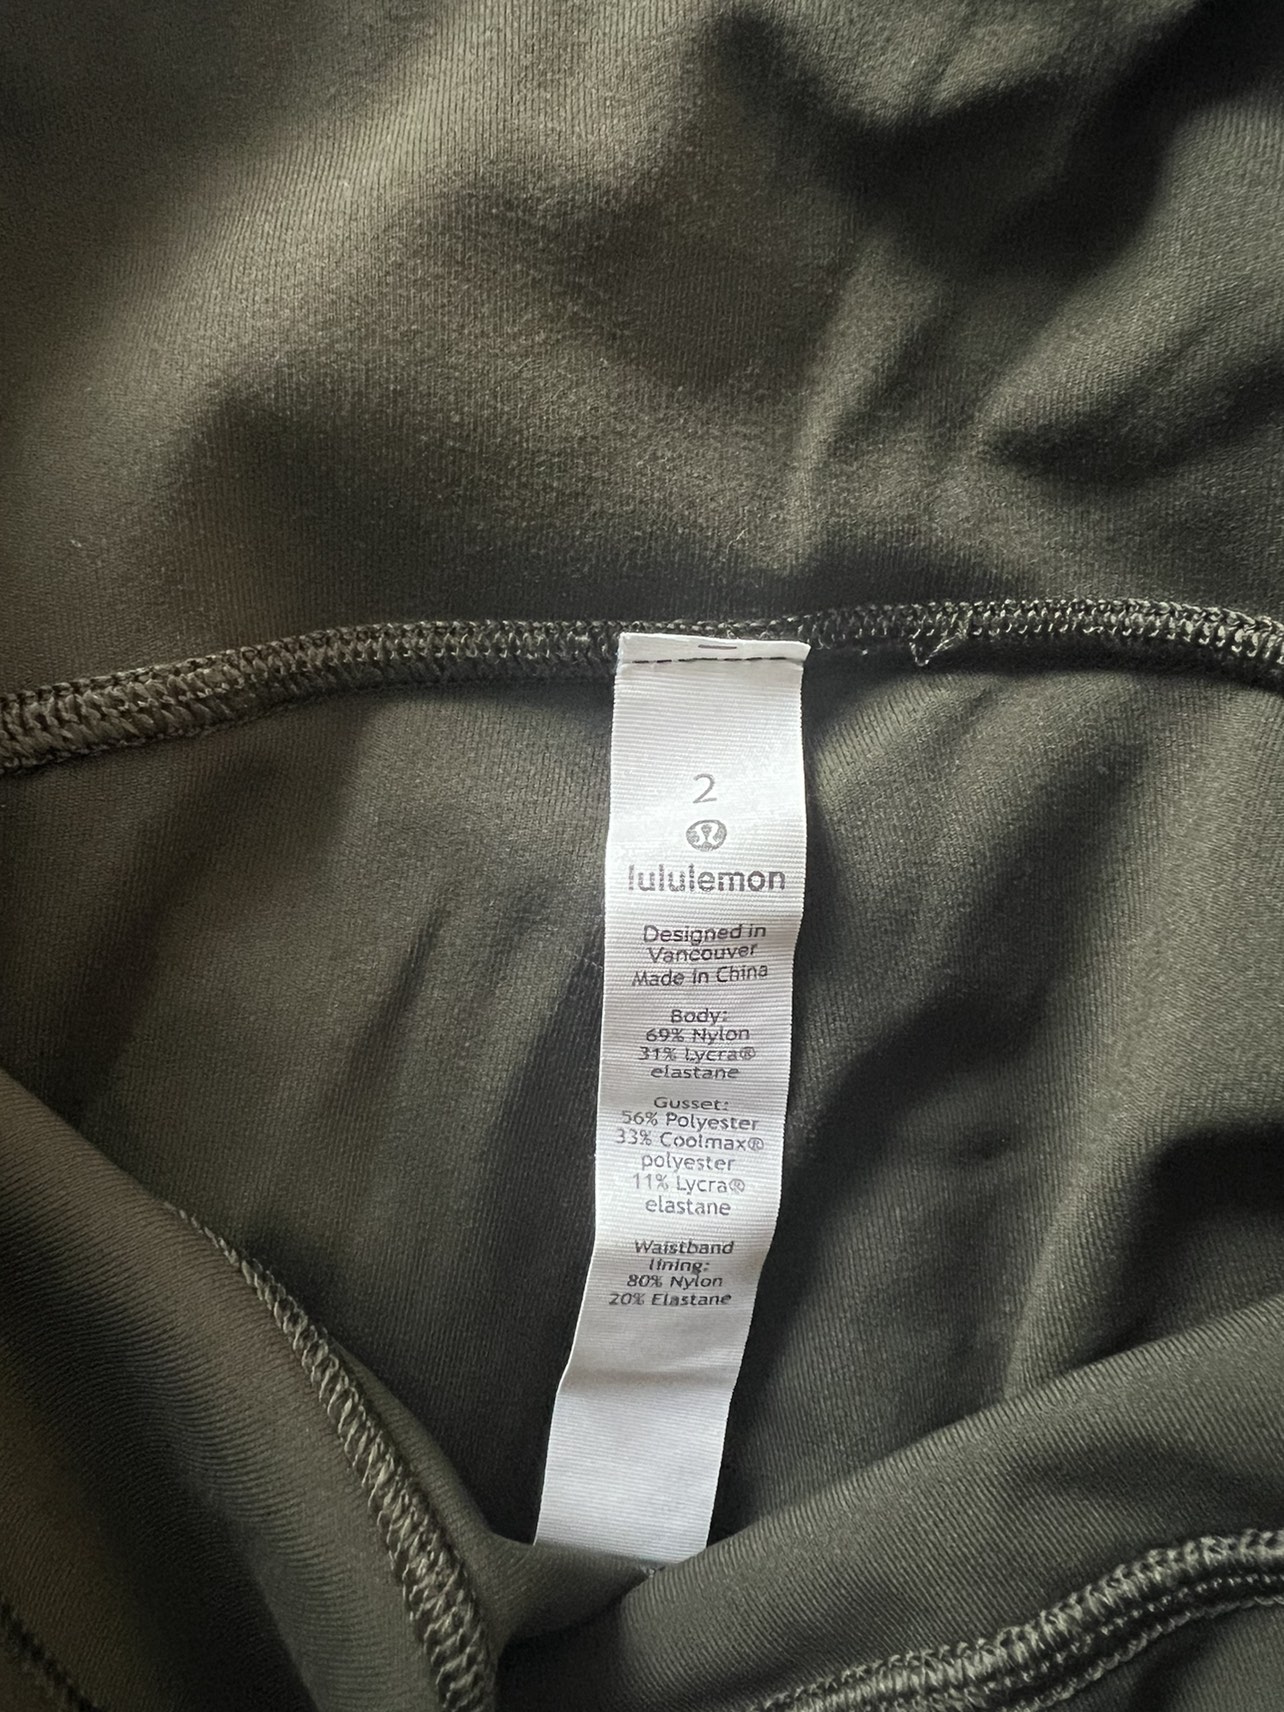 2
lululemon
Designed in
Vancouver
Made in China
Body:
69% Nylon
31% Lycra®
elastane
Gusset:
56% Polyester
33% Coolmax®
polyester
11% Lycra®
elastane
Waistband
lining:
80% Nylon
20% Elastane